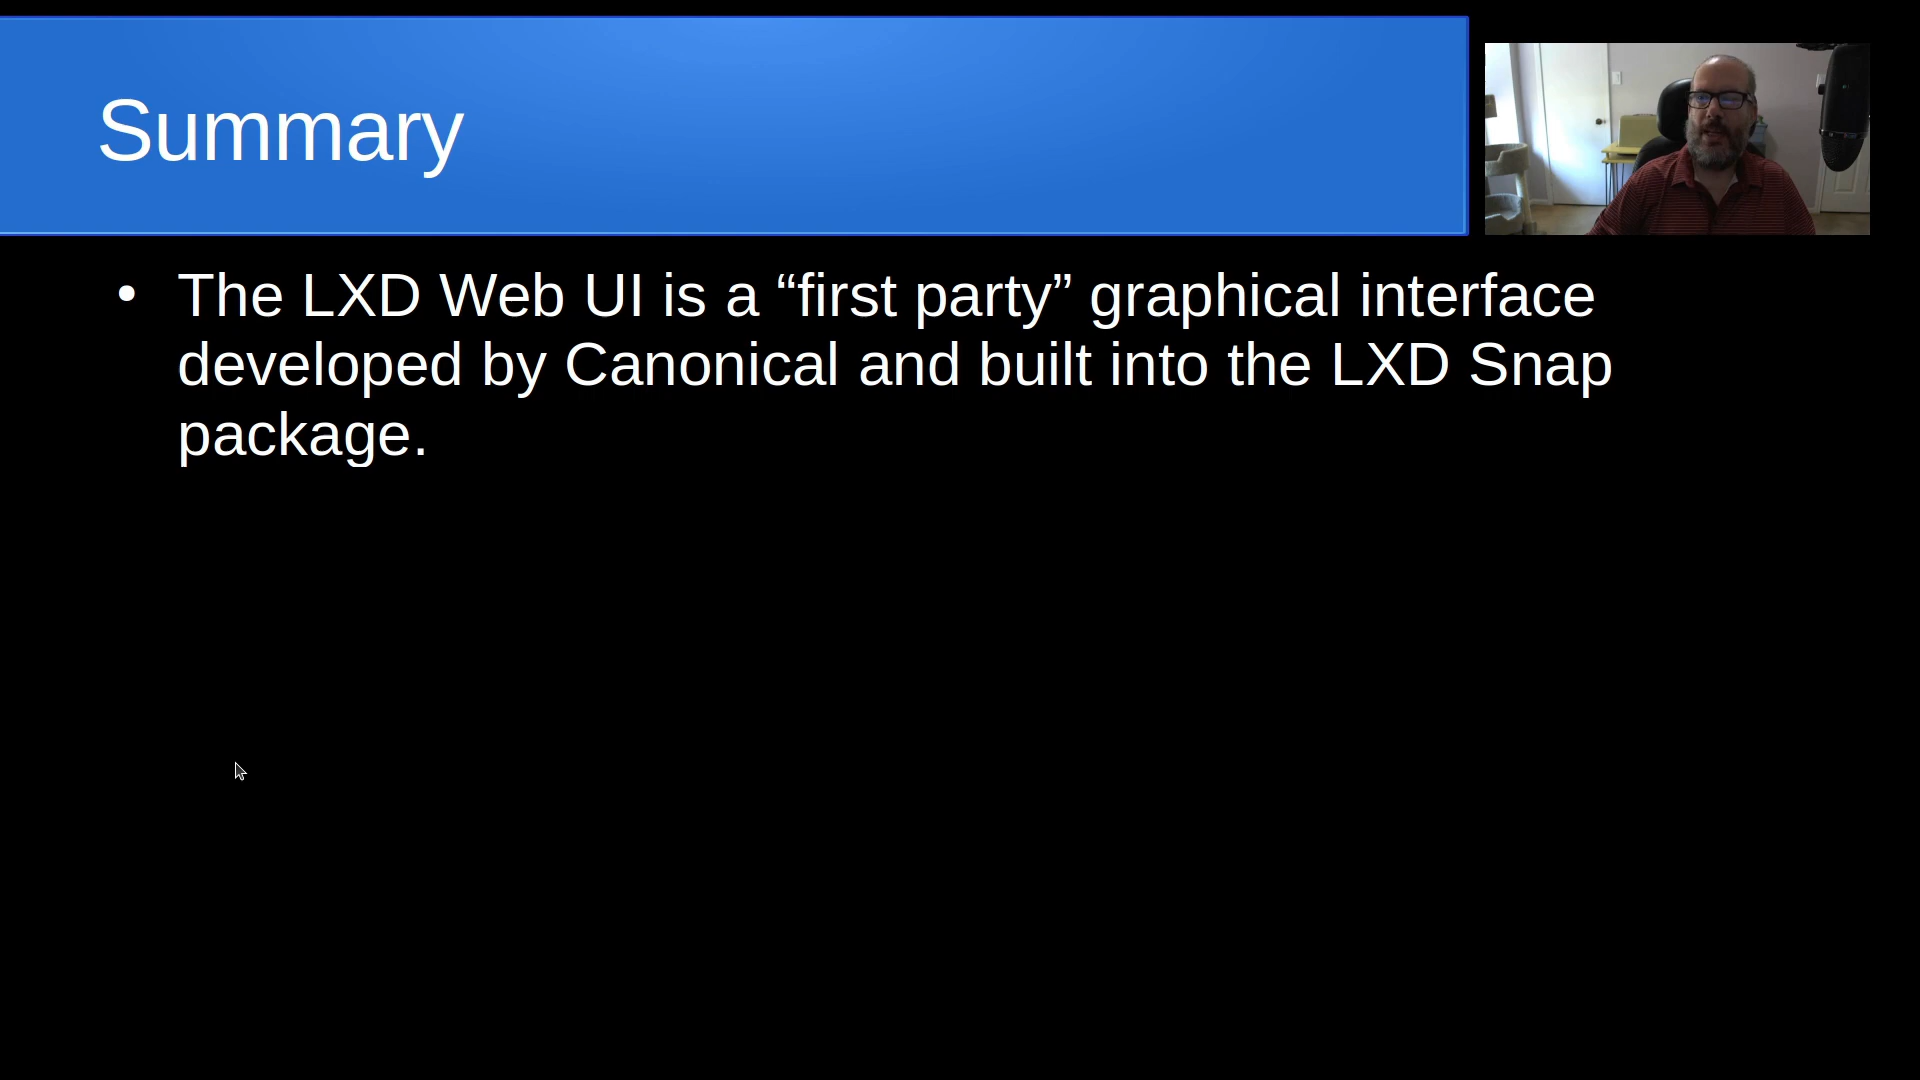 Summary
• The LXD Web UI is a “first party” graphical interface
developed by Canonical and built into the LXD Snap
package.